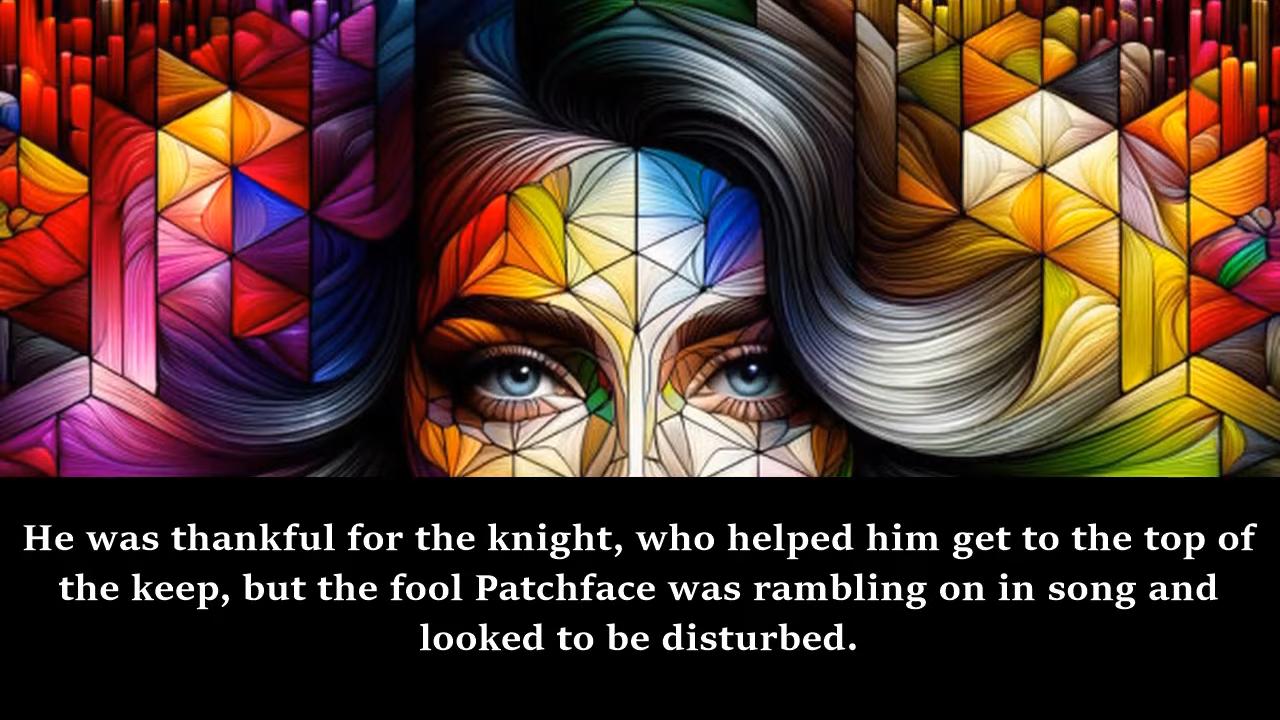 He was thankful for the knight, who helped him get to the top of
the keep, but the fool Patchface was rambling on in song and
looked to be disturbed.